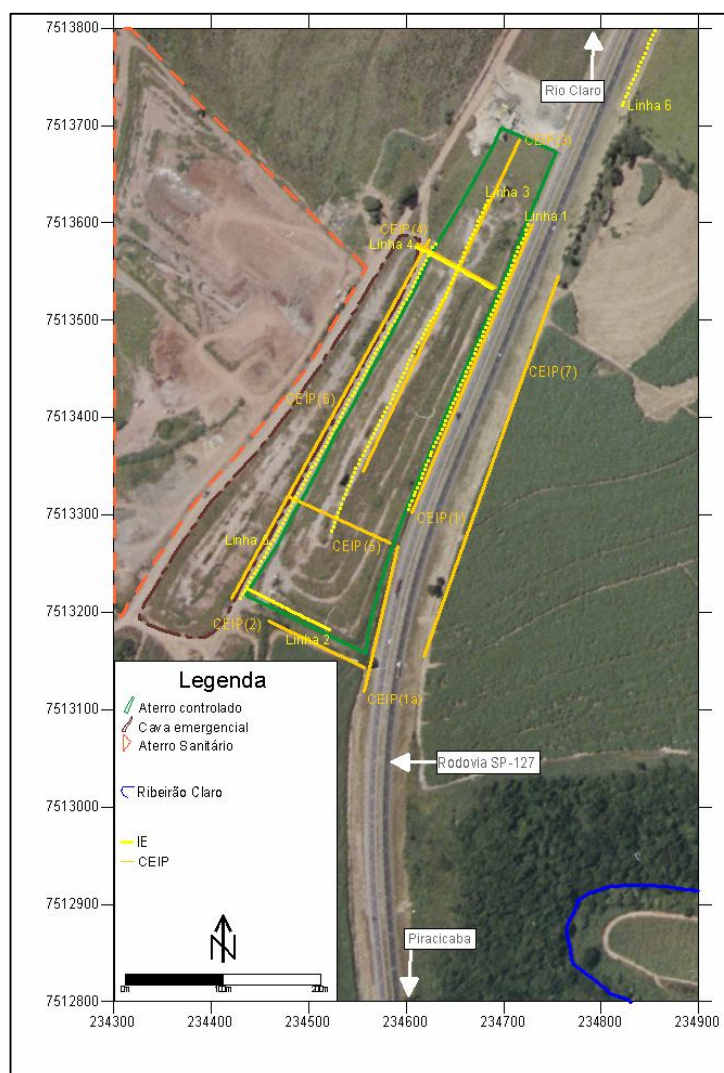 7513800
7513700
7513600
7513500
7513400
7513300
7513200
7513100
7513000
7512900
7512800
234300
234400
234500
234600
234700
234800
234900
Rio Claro
Linha 6
CEIP(3)
Linha 3
Linha 1
CEIP(4)
Linha 4
CEIP(7)
CEIP(6)
CEIP(1)
CEIP(5)
CEIP(2)
Linha 2
CEIP(1a)
Rodovia SP-127
Piracicaba
Legenda
Aterro controlado
Cava emergencial
Aterro Sanitário
Ribeirão Claro
IE
CEIP
N
0m
100m
200m